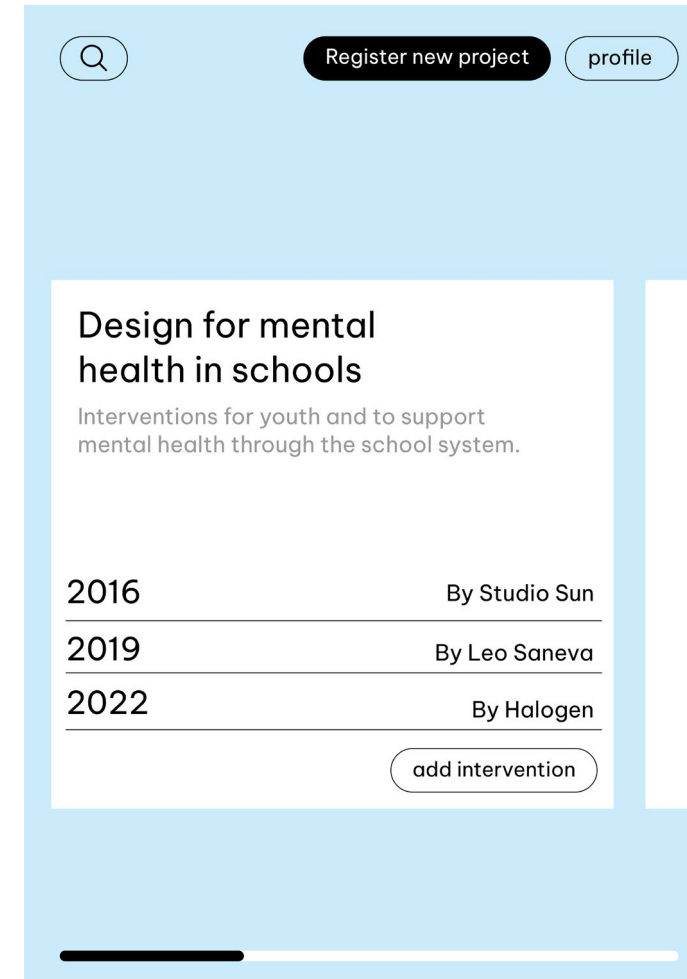 Register new project
profile
Design for mental
health in schools
Interventions for youth and to support
mental health through the school system.
2016 By Studio Sun
2019 By Leo Saneva
2022 By Halogen
add intervention